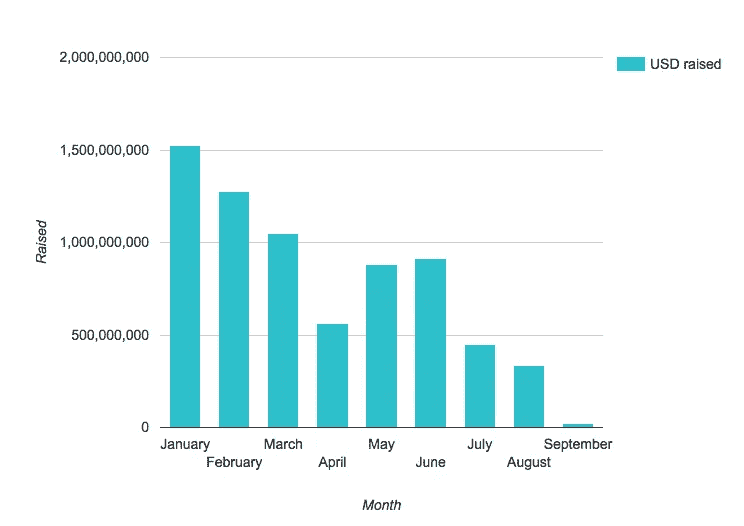 2,000,000,000
USD raised
1,500,000,000
1,000,000,000
500,000,000
0
Raised
January
February
March
April
May
June
July
August
September
Month